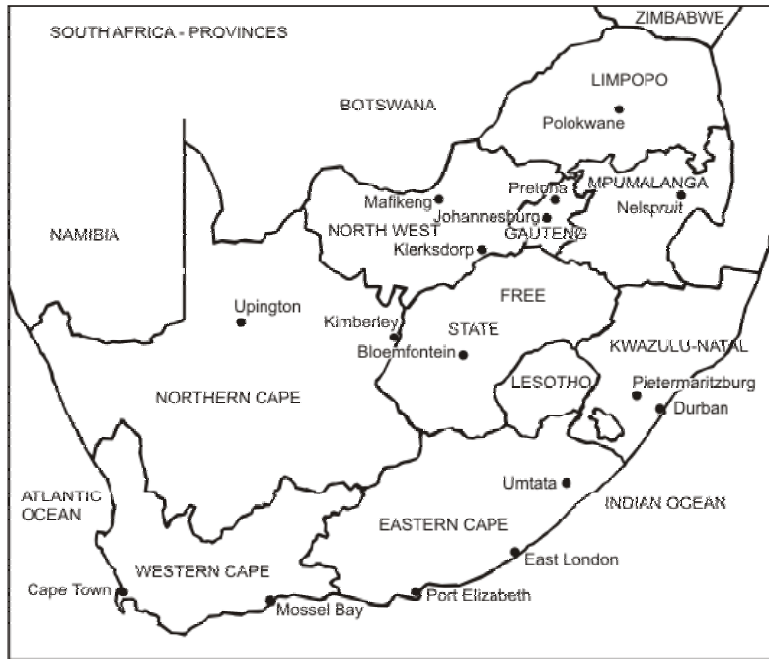 ZIMBABWE
SOUTH AFRICA - PROVINCES
LIMPOPO
BOTSWANA
Polokwane
Pretoria
MPUMALANGA
Mafikeng
Nelspruit
Johannesburg
NORTH WEST
GAUTENG
NAMIBIA
Klerksdorp
FREE
Upington
Kimberley
STATE
KWAZULU-NATAL
Bloemfontein
LESOTHO
Pietermaritzburg
NORTHERN CAPE
Durban
Umtata
ATLANTIC
OCEAN
INDIAN OCEAN
EASTERN CAPE
East London
WESTERN CAPE
Cape Town
Port Elizabeth
Mossel Bay